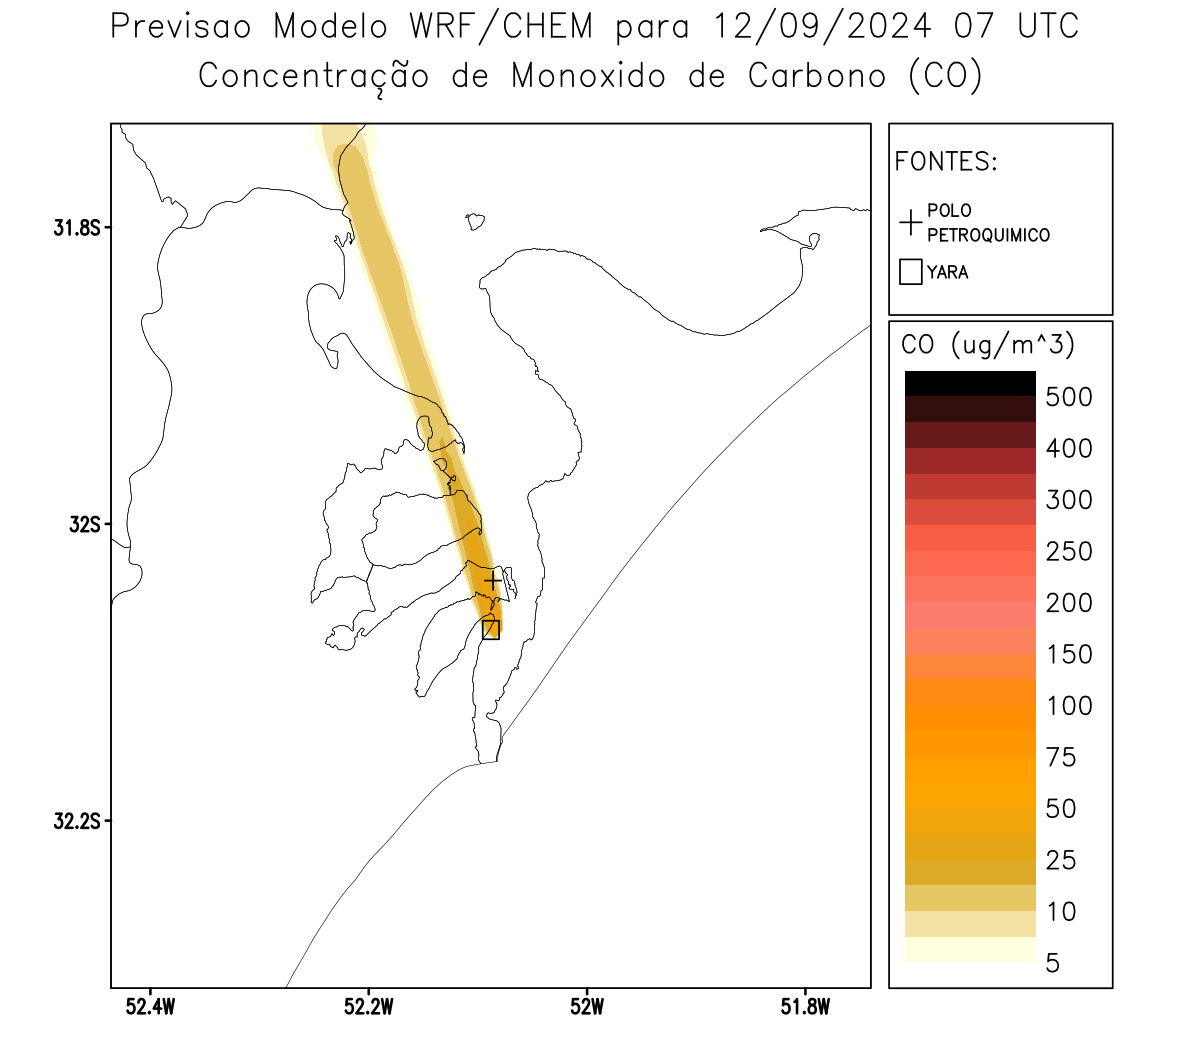 Previsao Modelo WRF/CHEM para 12/09/2024 07 UTC
Concentração de Monoxido de Carbono (CO)
FONTES:
POLO
PETROQUIMICO
YARA
31.8S
32S
32.2S
52.4W
52.2W
52W
51.8W
CO (ug/m^3)
500
400
300
250
200
150
100
75
50
25
10
5